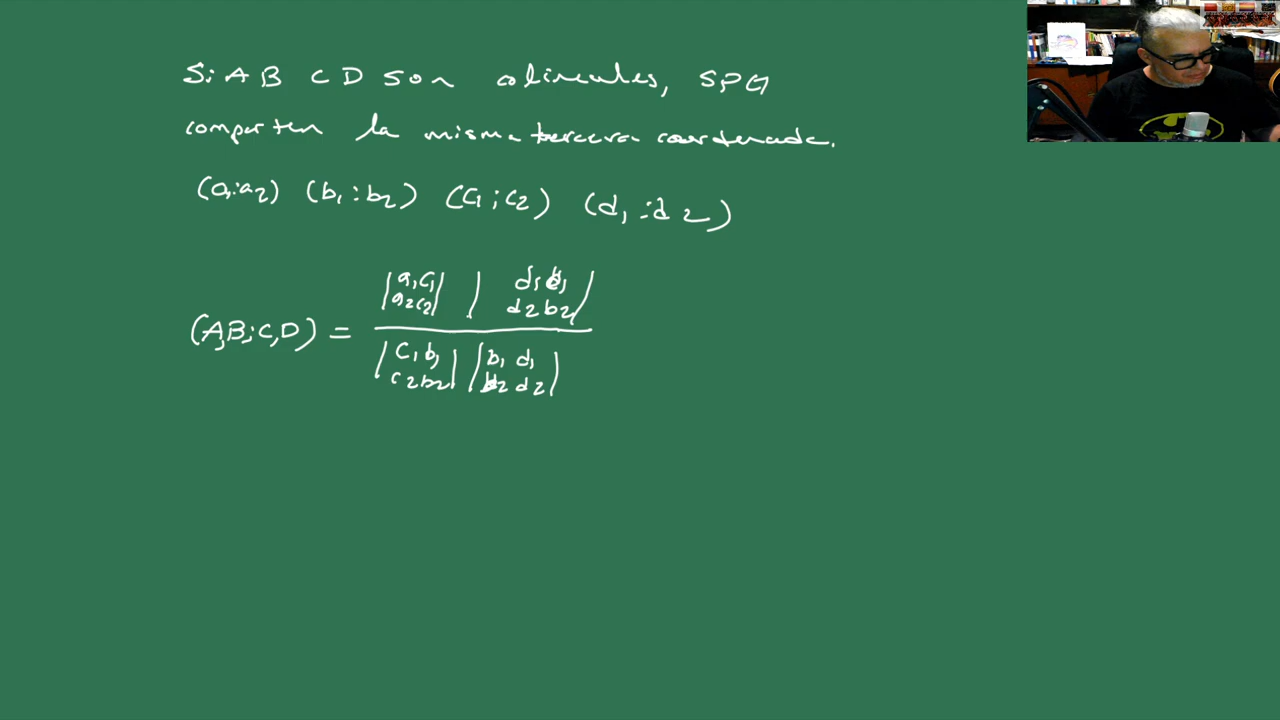 Si A B C D son colineales, SPG
comparten la misma tercera coordenada.
(a₁:a₂) (b₁:b₂) (c₁:c₂) (d₁:d₂)
(A,B;C,D) = |a₁ c₁ a₂ c₂| | d₁ b₁ d₂ b₂| / |c₁ b₁ c₂ b₂| |b₁ d₁ b₂ d₂|